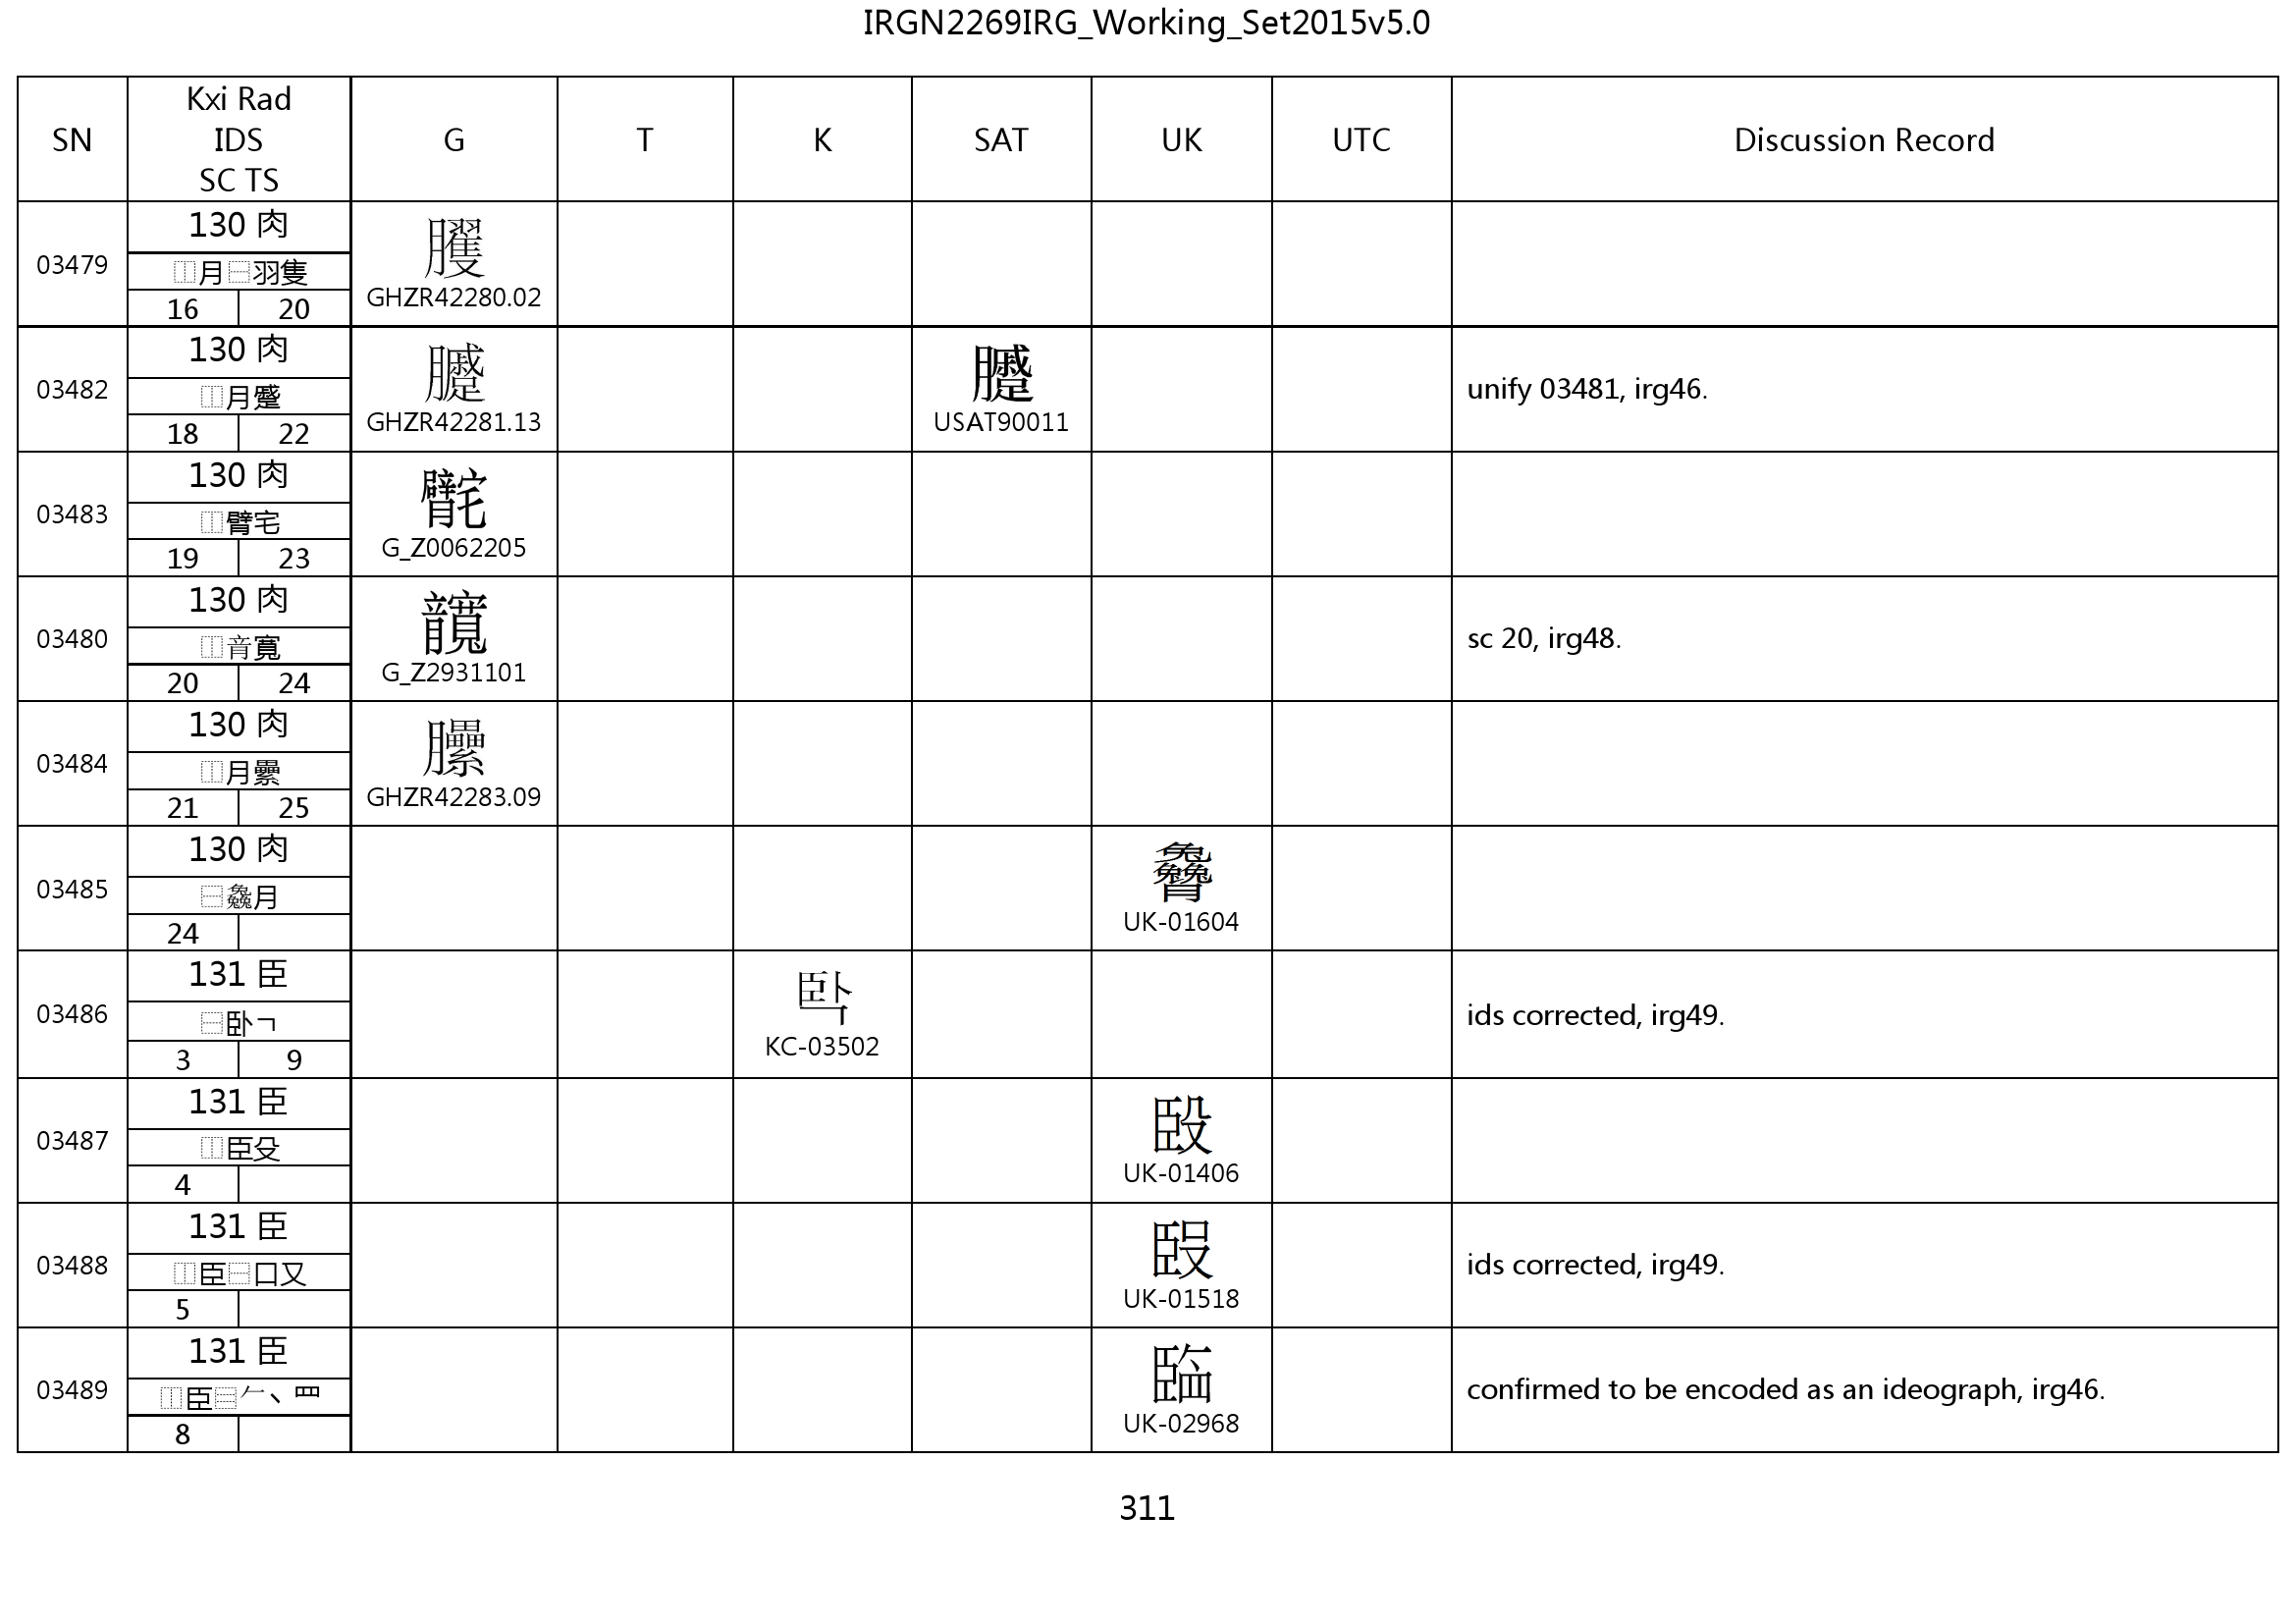 IRGN2269IRG_Working_Set2015v5.0
SN Kxi Rad IDS SC TS G T K SAT UK UTC Discussion Record
03479 130 肉
⿰月⿱羽隻
16 20
GHZR42280.02
03482 130 肉
⿰月蹙
18 22
GHZR42281.13 USAT90011 unify 03481, irg46.
03483 130 肉
⿰臂宅
19 23
G_Z0062205
03480 130 肉
⿰音寬
20 24
G_Z2931101 sc 20, irg48.
03484 130 肉
⿰月纍
21 25
GHZR42283.09
03485 130 肉
⿱䲋月
24
UK-01604
03486 131 臣
⿱卧㇕
3 9
KC-03502 ids corrected, irg49.
03487 131 臣
⿰臣殳
4
UK-01406
03488 131 臣
⿰臣⿱口又
5
UK-01518 ids corrected, irg49.
03489 131 臣
⿰臣⿳𠂉丶罒
8
UK-02968 confirmed to be encoded as an ideograph, irg46.
311